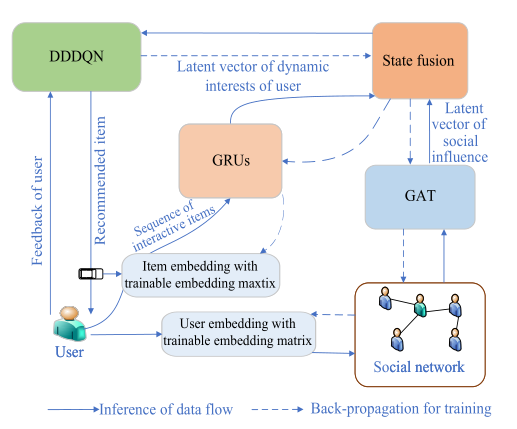 DDDQN
State fusion
Latent vector of dynamic
interests of user
Latent
vector of
social
influence
GRUs
GAT
Feedback of user
Recommended item
Sequence of
interactive items
Item embedding with
trainable embedding maxtix
User embedding with
trainable embedding matrix
User
Social network
Inference of data flow
Back-propagation for training